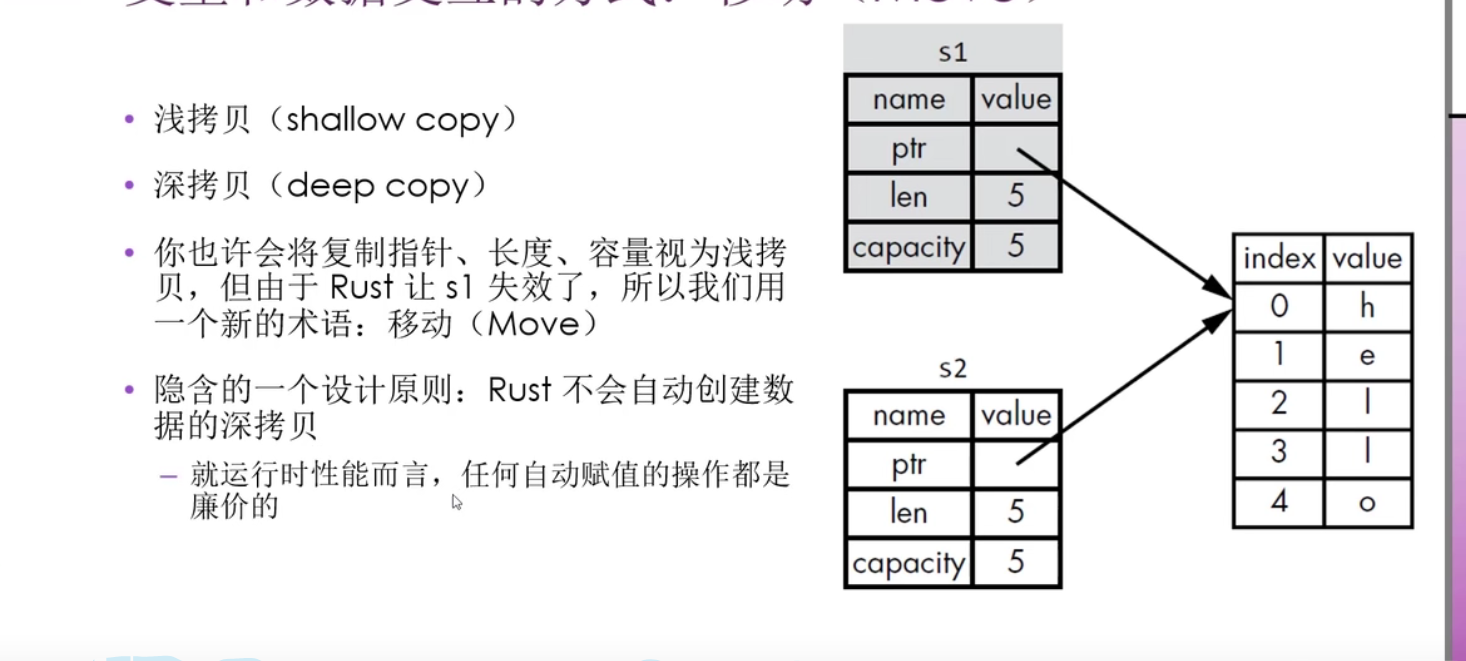 • 浅拷贝（shallow copy）
• 深拷贝（deep copy）
• 你也许会将复制指针、长度、容量视为浅拷
贝，但由于 Rust 让 s1 失效了，所以我们用
一个新的术语：移动（Move）
• 隐含的一个设计原则：Rust 不会自动创建数
据的深拷贝
– 就运行时性能而言，任何自动赋值的操作都是
廉价的
s1
name value
ptr
len 5
capacity 5
s2
name value
ptr
len 5
capacity 5
index value
0 h
1 e
2 l
3 l
4 o